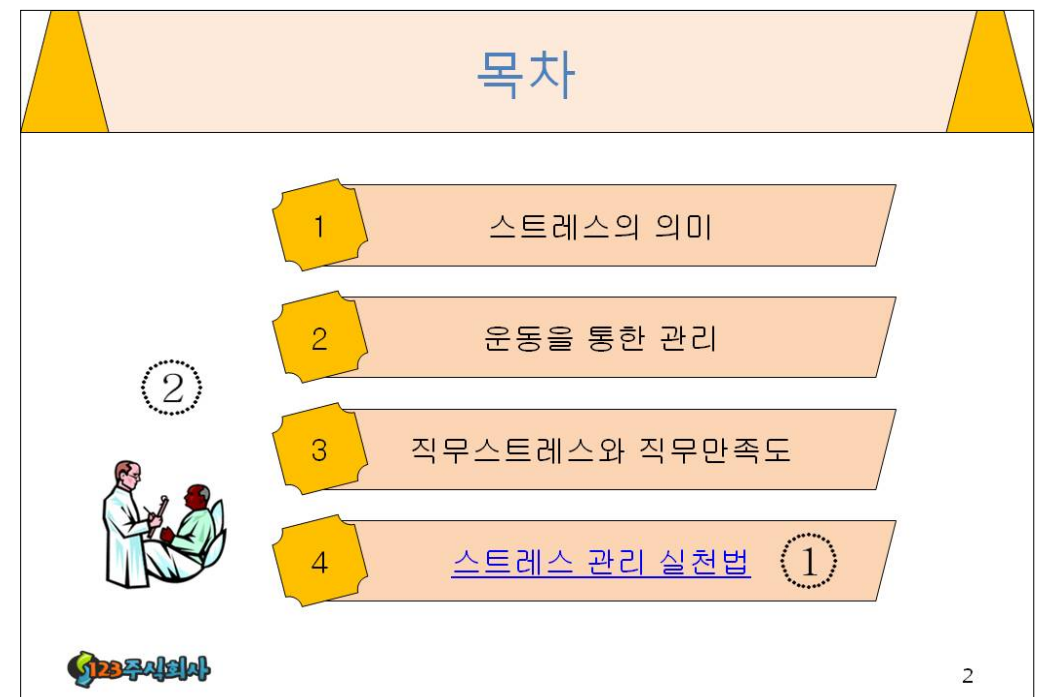 목차
1 스트레스의 의미
2 운동을 통한 관리
②
3 직무스트레스와 직무만족도
4 스트레스 관리 실천법 ①
123주식회사
2